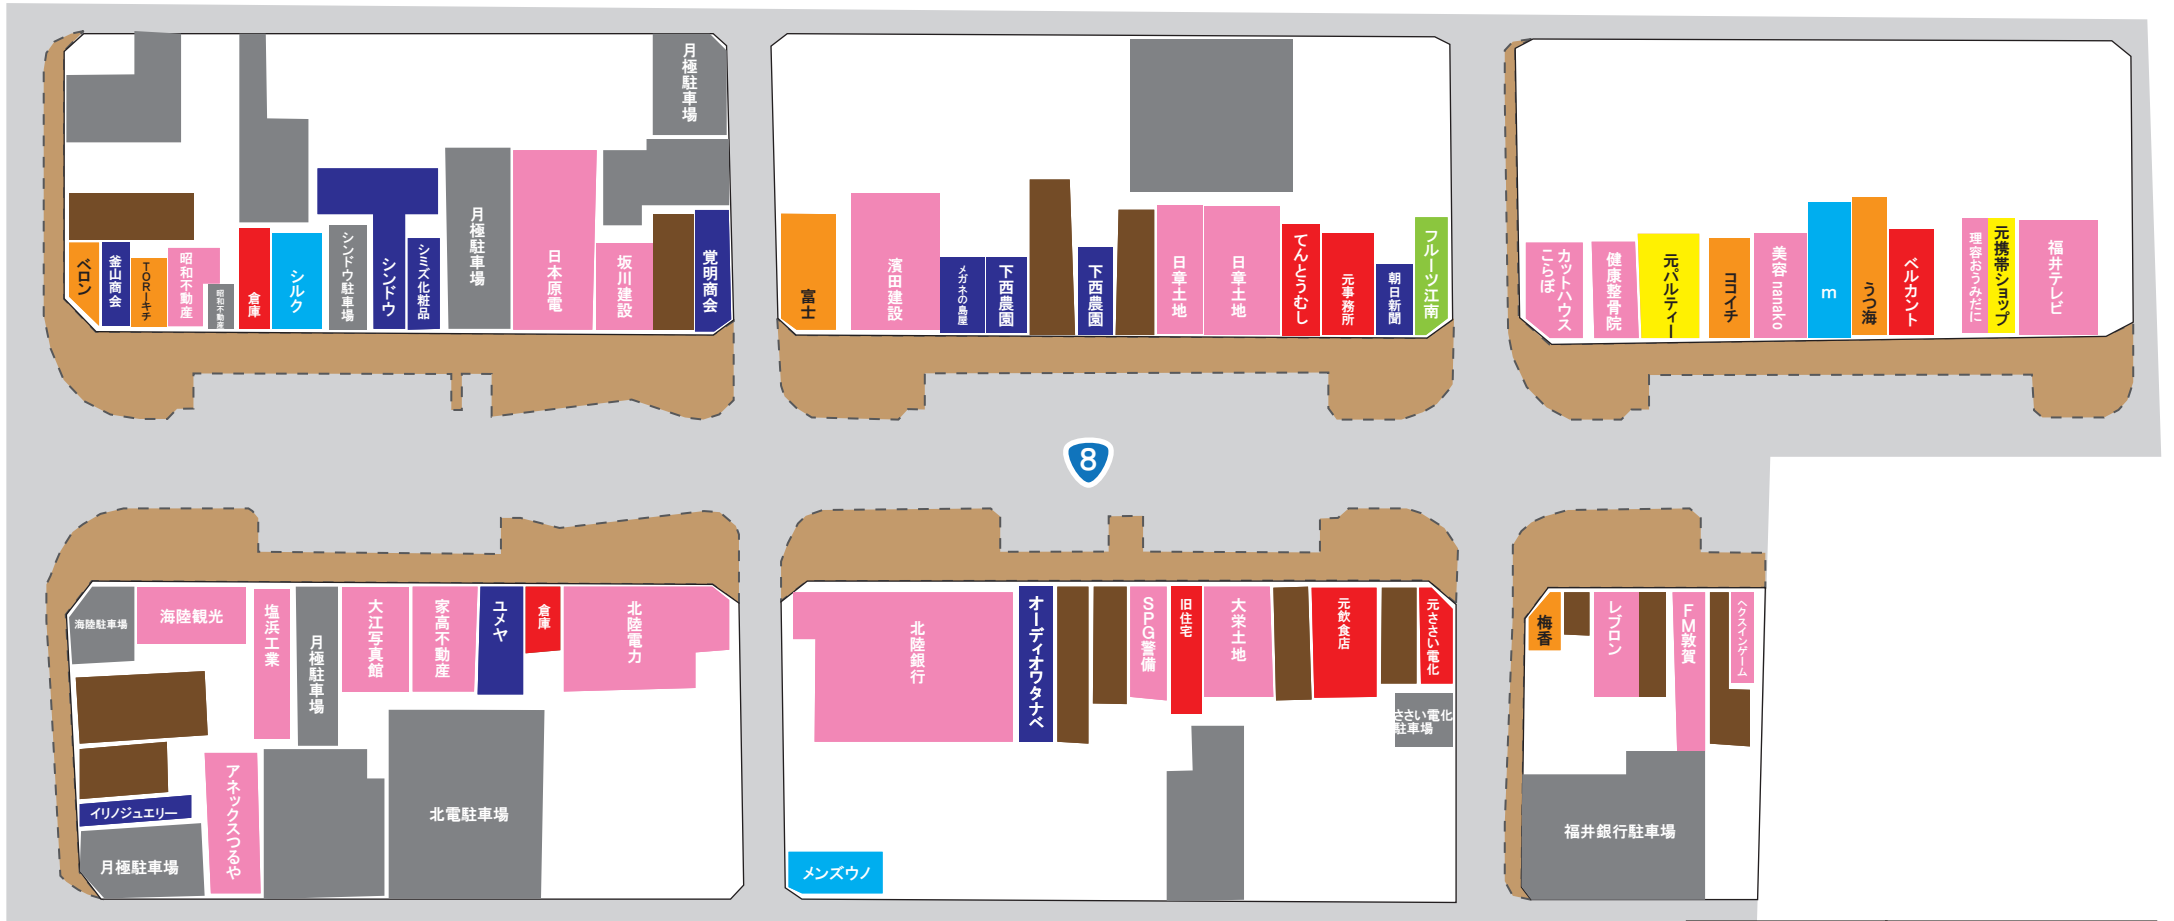 月極駐車場
ベロン
釜山商会
TORーキチ
昭和不動産
昭和不動産
倉庫
シルク
シンドウ駐車場
シンドウ
シミズ化粧品
月極駐車場
日本原電
坂川建設
覚明商会
富士
濱田建設
メガネの島屋
下西農園
下西農園
日章土地
日章土地
てんとうむし
元事務所
朝日新聞
フルーツ江南
カットハウス
こらぼ
健康整骨院
元パルティー
ココイチ
美容 nanako
m
うつ海
ベルカント
理容おうみだに
元携帯ショップ
福井テレビ
8
海陸駐車場
海陸観光
塩浜工業
月極駐車場
大江写真館
家高不動産
ユメヤ
倉庫
北陸電力
イリノジュエリー
月極駐車場
アネックスつるや
北電駐車場
北陸銀行
オーディオワタナベ
SPG警備
旧住宅
大栄土地
元飲食店
元ささい電化
ささい電化
駐車場
メンズウノ
梅香
レブロン
FM敦賀
ヘクスインゲーム
福井銀行駐車場